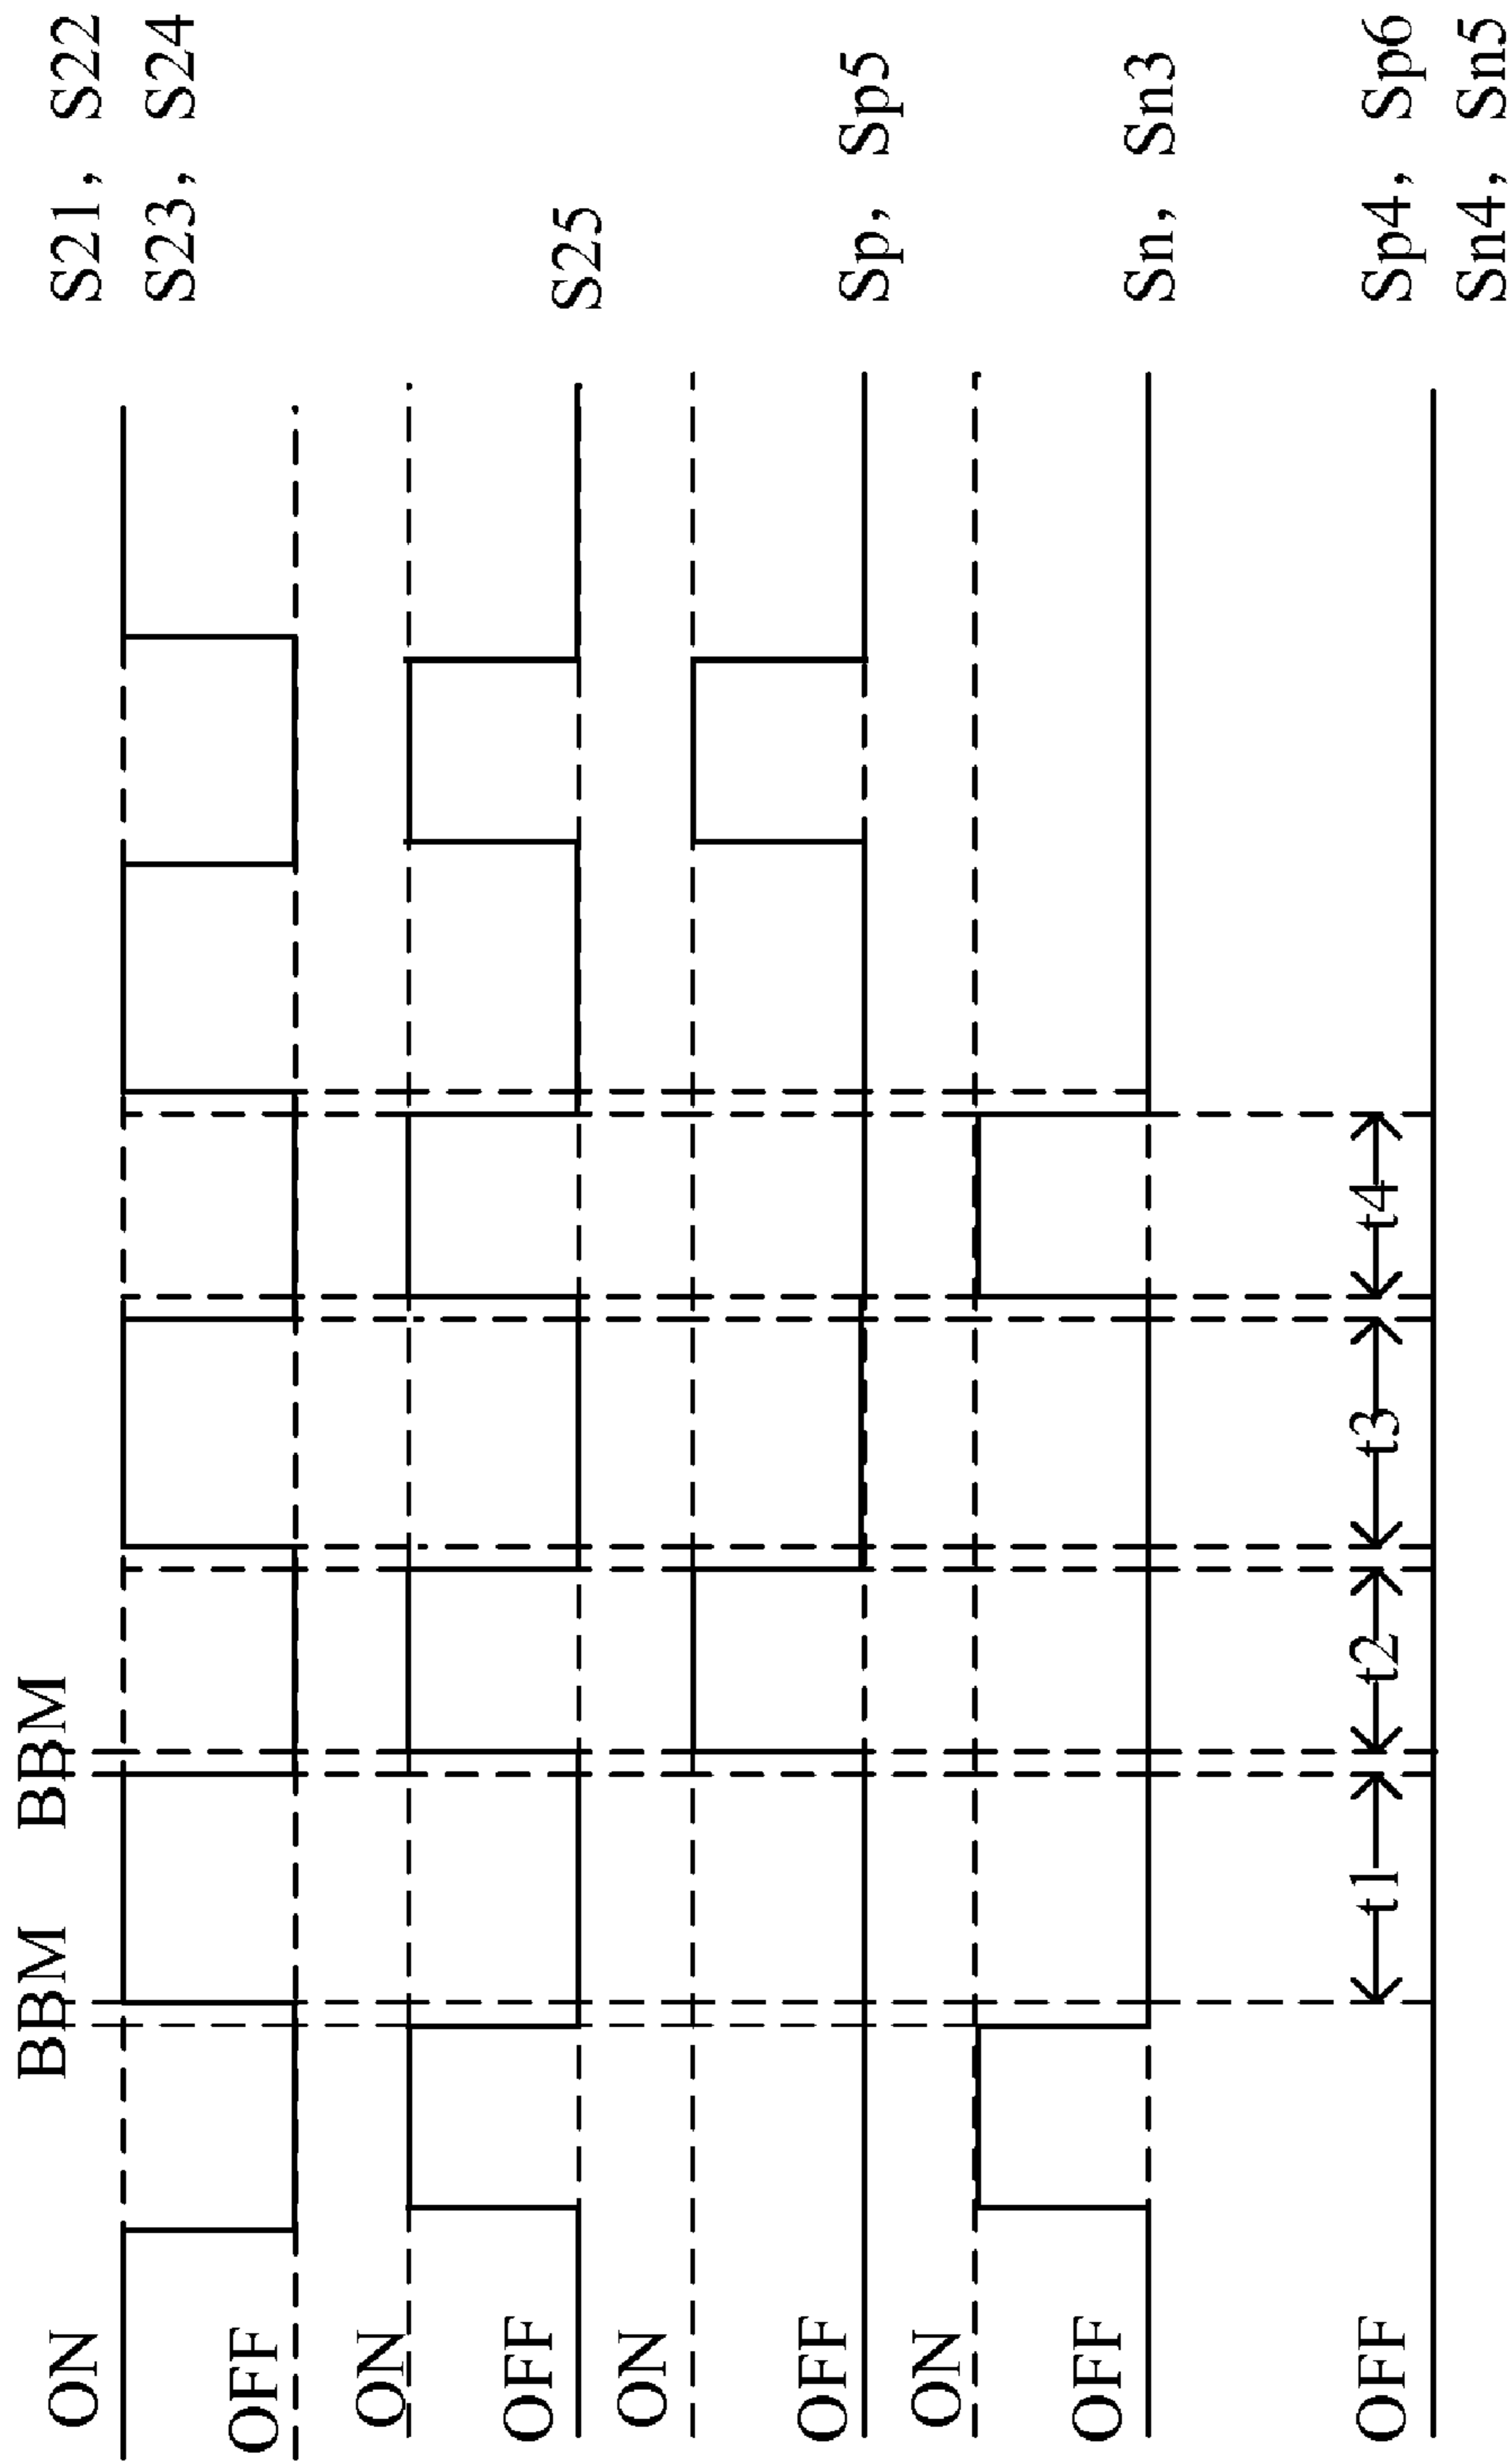 BBM BBM
ON
S21, S22
S23, S24
OFF
ON
OFF
S25
ON
OFF
Sp, Sp5
ON
OFF
Sn, Sn3
t1
t2
t3
t4
OFF
Sp4, Sp6
Sn4, Sn5